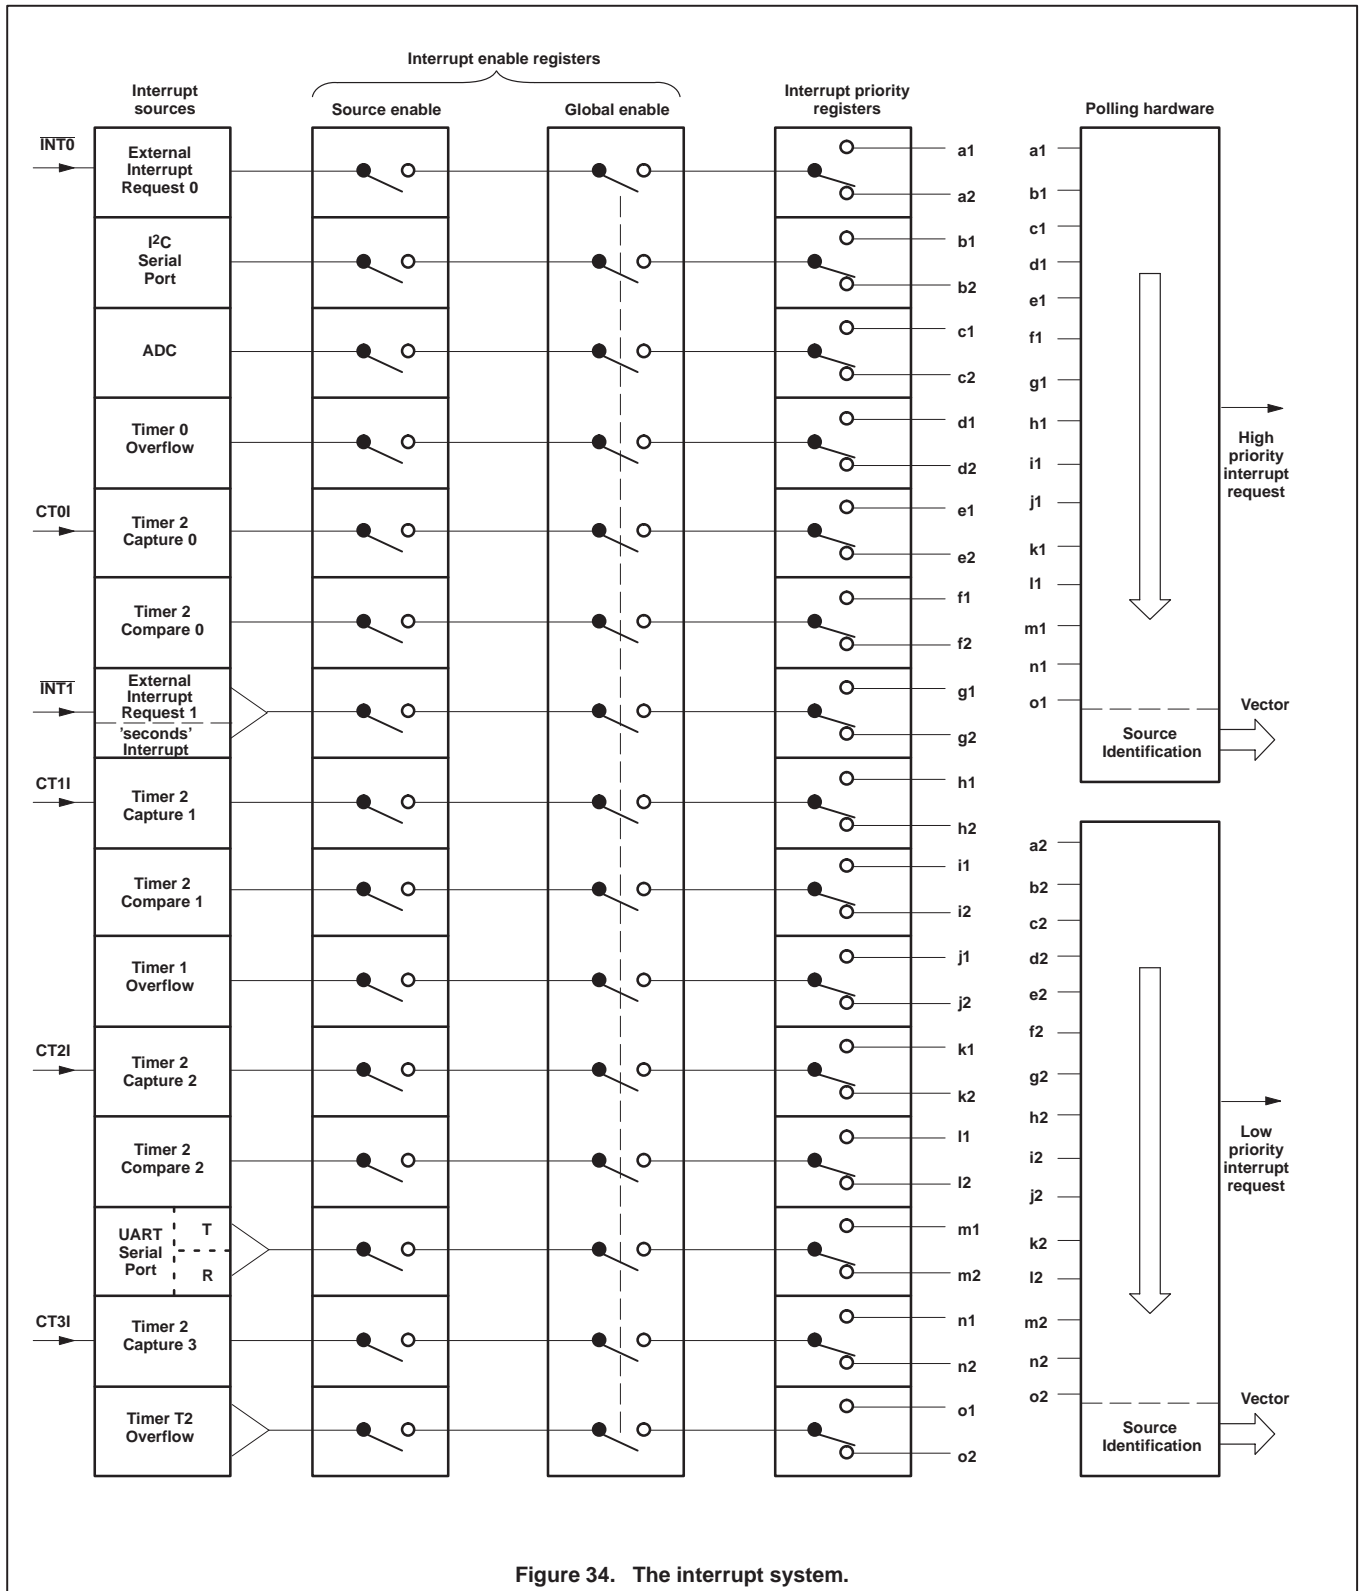 Interrupt enable registers
Interrupt
sources
Source enable
Global enable
Interrupt priority
registers
Polling hardware
INT0
External
Interrupt
Request 0
a1
a2
I2C
Serial
Port
b1
b2
ADC
c1
c2
Timer 0
Overflow
d1
d2
CT0I
Timer 2
Capture 0
e1
e2
Timer 2
Compare 0
f1
f2
INT1
External
Interrupt
Request 1
'seconds'
Interrupt
g1
g2
CT1I
Timer 2
Capture 1
h1
h2
Timer 2
Compare 1
i1
i2
Timer 1
Overflow
j1
j2
CT2I
Timer 2
Capture 2
k1
k2
Timer 2
Compare 2
l1
l2
UART
Serial
Port
T
R
m1
m2
CT3I
Timer 2
Capture 3
n1
n2
Timer T2
Overflow
o1
o2
a1
b1
c1
d1
e1
f1
g1
h1
i1
j1
k1
l1
m1
n1
o1
High
priority
interrupt
request
Source
Identification
Vector
a2
b2
c2
d2
e2
f2
g2
h2
i2
j2
k2
l2
m2
n2
o2
Low
priority
interrupt
request
Source
Identification
Vector
Figure 34. The interrupt system.